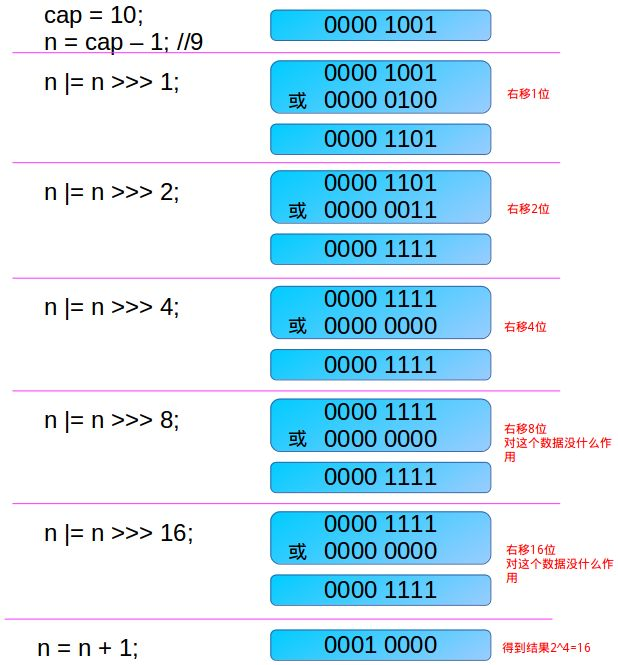 cap = 10;
n = cap – 1; //9
0000 1001
n |= n >>> 1;
0000 1001
或 0000 0100
右移1位
0000 1101
n |= n >>> 2;
0000 1101
或 0000 0011
右移2位
0000 1111
n |= n >>> 4;
0000 1111
或 0000 0000
右移4位
0000 1111
n |= n >>> 8;
0000 1111
或 0000 0000
右移8位
对这个数据没什么作
用
0000 1111
n |= n >>> 16;
0000 1111
或 0000 0000
右移16位
对这个数据没什么作
用
0000 1111
n = n + 1;
0001 0000
得到结果2^4=16